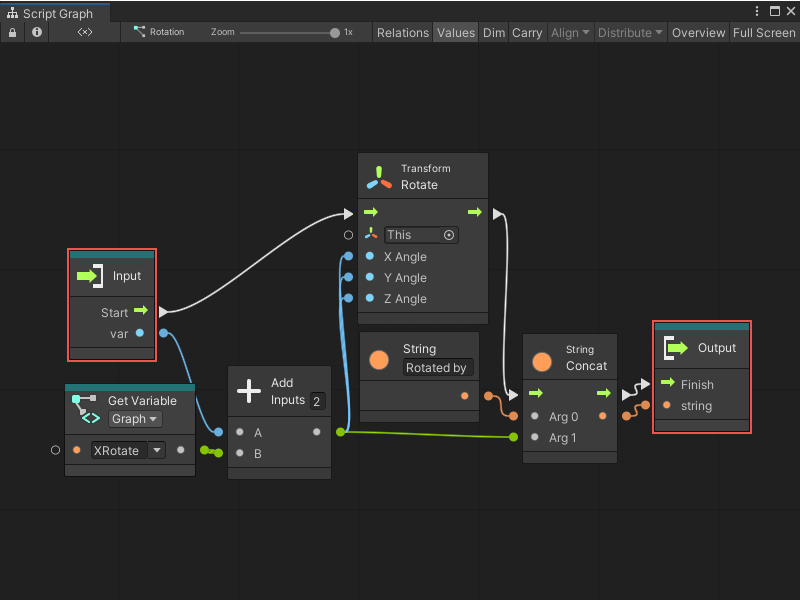 Script Graph
<×>
Rotation
Zoom
1x
Relations
Values
Dim
Carry
Align
Distribute
Overview
Full Screen
Transform
Rotate
This
X Angle
Y Angle
Z Angle
Input
Start
var
String
Rotated by
String
Concat
Arg 0
Arg 1
Output
Finish
string
Get Variable
Graph
XRotate
Add
Inputs 2
A
B